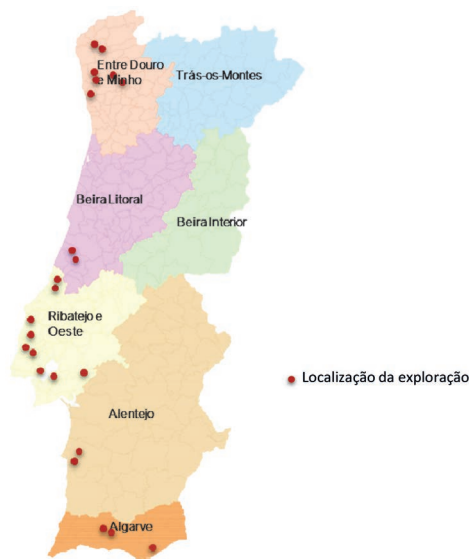 Entre Douro
e Minho
Trás-os-Montes
Beira Litoral
Beira Interior
Ribatejo e
Oeste
Localização da exploração
Alentejo
Algarve